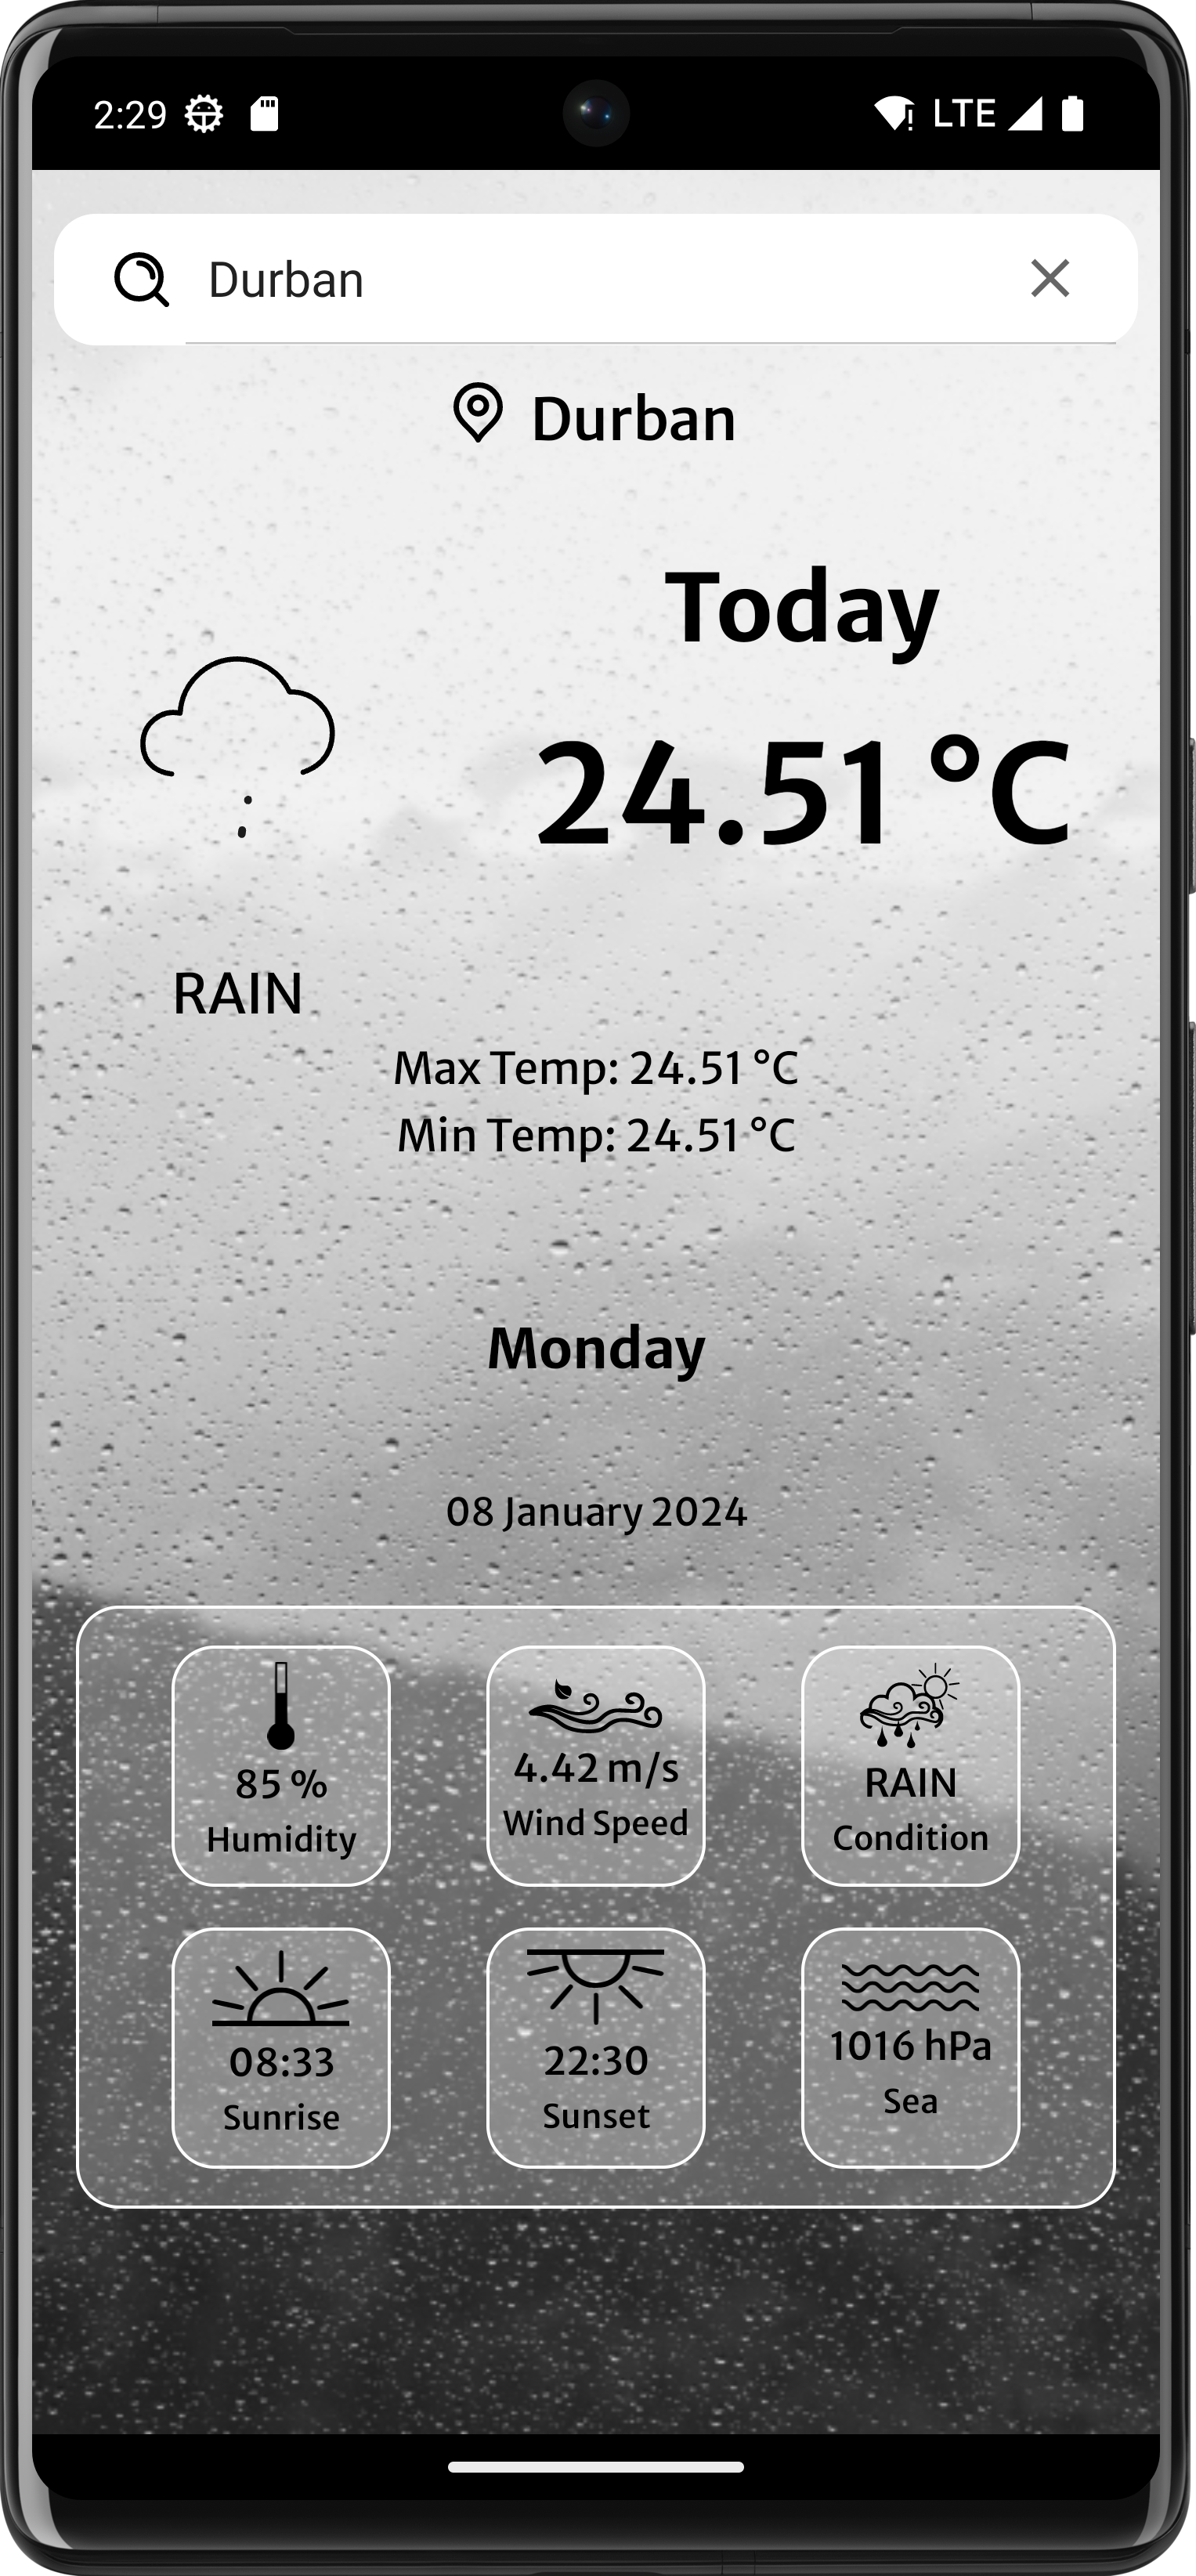 2:29 LTE
Durban
Durban
Today
24.51 °C
RAIN
Max Temp: 24.51 °C
Min Temp: 24.51 °C
Monday
08 January 2024
85 %
Humidity
4.42 m/s
Wind Speed
RAIN
Condition
08:33
Sunrise
22:30
Sunset
1016 hPa
Sea